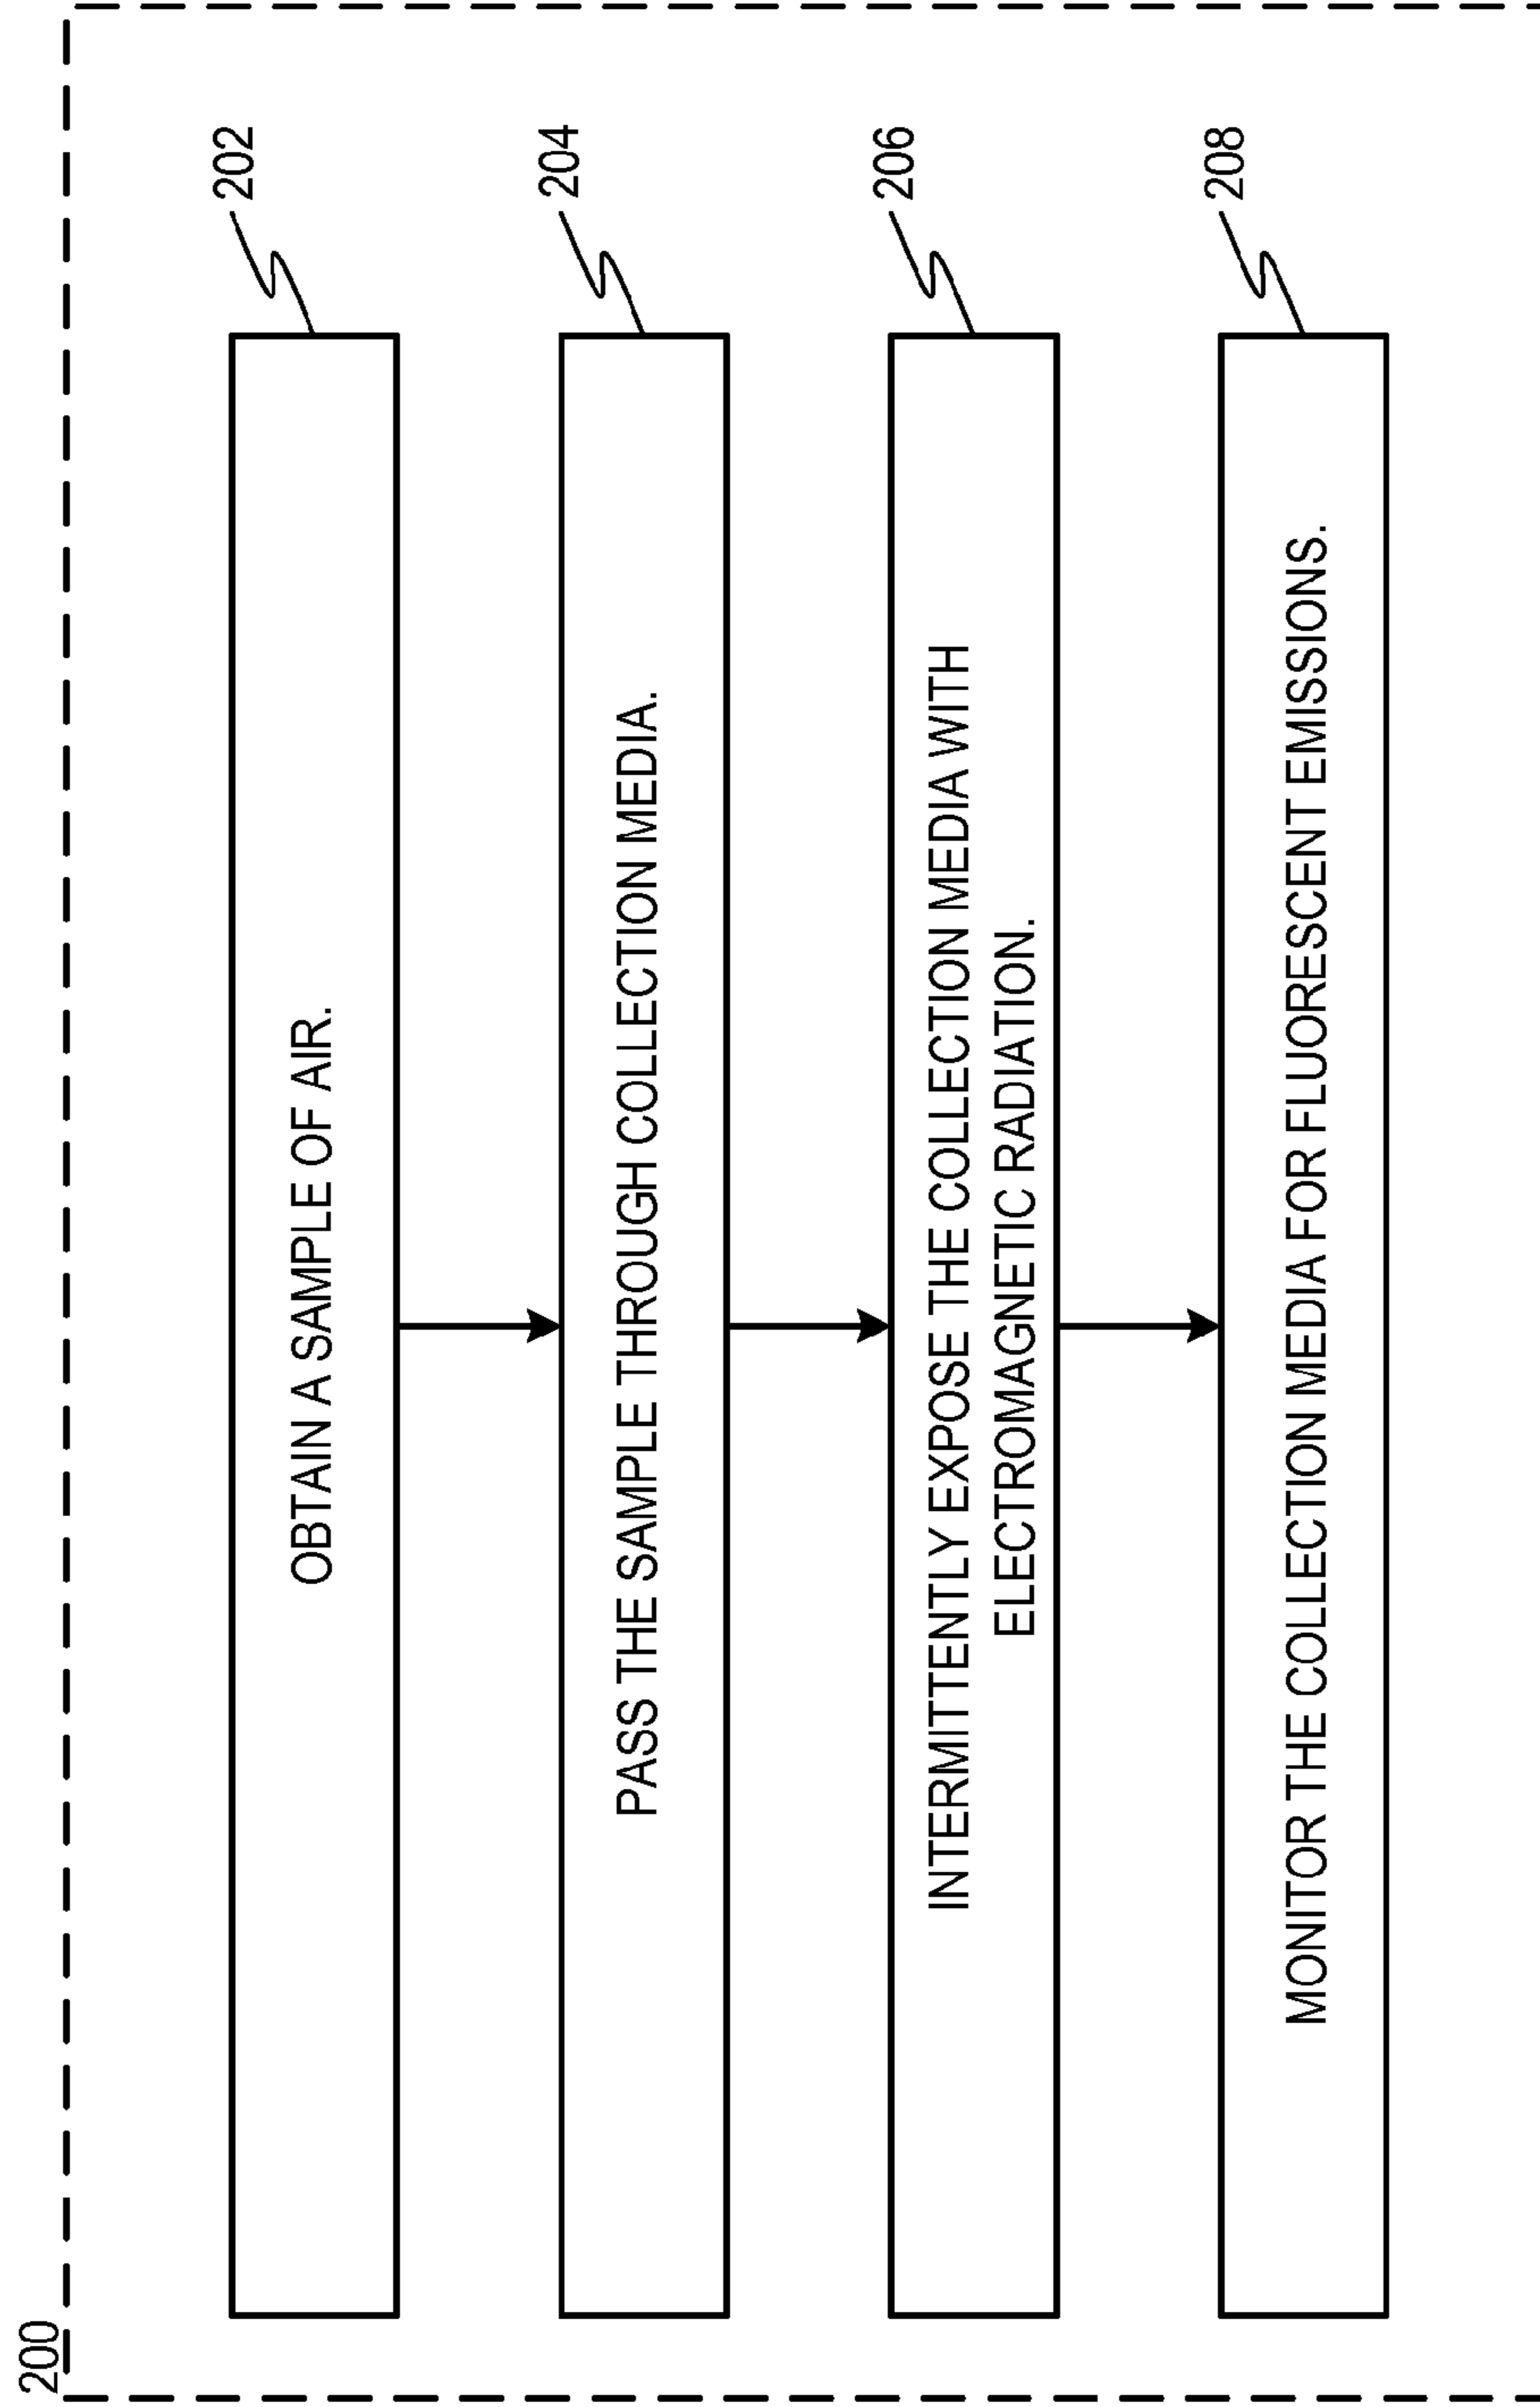 200
OBTAIN A SAMPLE OF AIR.
202
PASS THE SAMPLE THROUGH COLLECTION MEDIA.
204
INTERMITTENTLY EXPOSE THE COLLECTION MEDIA WITH
ELECTROMAGNETIC RADIATION.
206
MONITOR THE COLLECTION MEDIA FOR FLUORESCENT EMISSIONS.
208